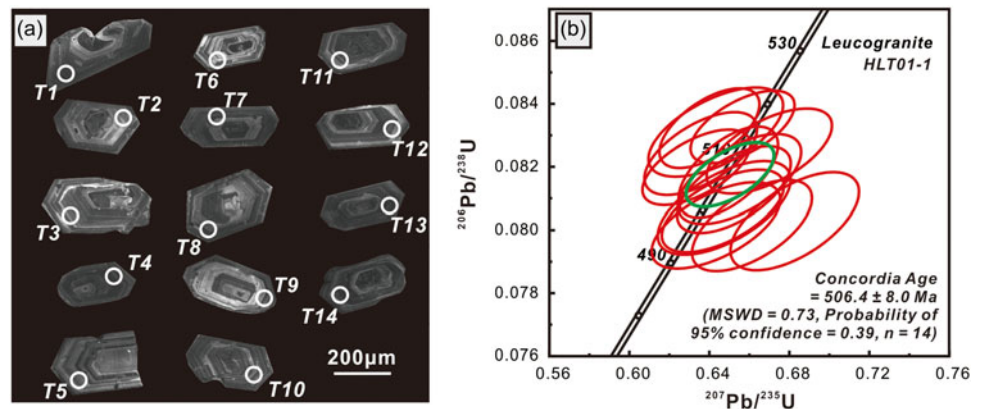 (a)
T1
T6
T11
T2
T7
T12
T3
T8
T13
T4
T9
T14
T5
T10
200μm
(b)
530
Leucogranite
HLT01-1
510
490
Concordia Age
= 506.4 ± 8.0 Ma
(MSWD = 0.73, Probability of
95% confidence = 0.39, n = 14)
0.086
0.084
0.082
0.080
0.078
0.076
206Pb/238U
0.56
0.60
0.64
0.68
0.72
0.76
207Pb/235U